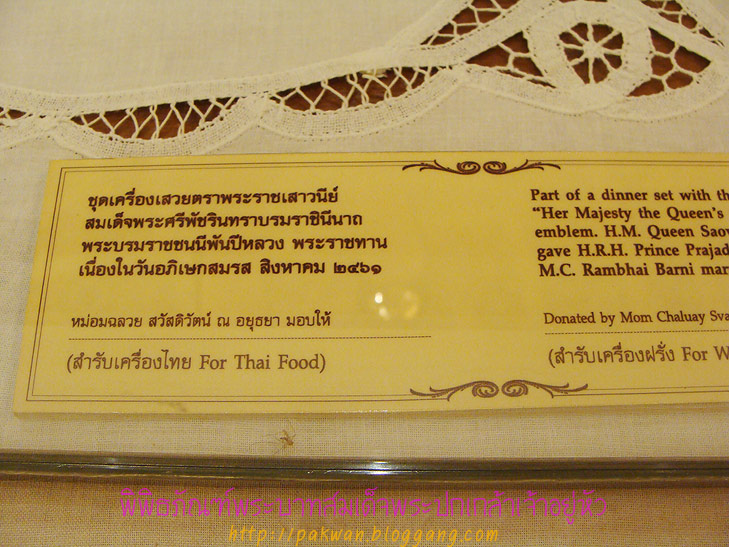 ชุดเครื่องเสวยตราพระราชเสาวนีย์
สมเด็จพระศรีพัชรินทราบรมราชินีนาถ
พระบรมราชชนนีพันปีหลวง พระราชทาน
เนื่องในวันอภิเษกสมรส สิงหาคม ๒๔๖๑
หม่อมฉลวย สวัสดิวัตน์ ณ อยุธยา มอบให้
(สำรับเครื่องไทย For Thai Food)
Part of a dinner set with th
"Her Majesty the Queen's
emblem. H.M. Queen Saov
gave H.R.H. Prince Prajad
M.C. Rambhai Barni mar
Donated by Mom Chaluay Sva
(สำรับเครื่องฝรั่ง For W
พิพิธภัณฑ์พระบาทสมเด็จพระปกเกล้าเจ้าอยู่หัว
http://pakwan.bloggang.com